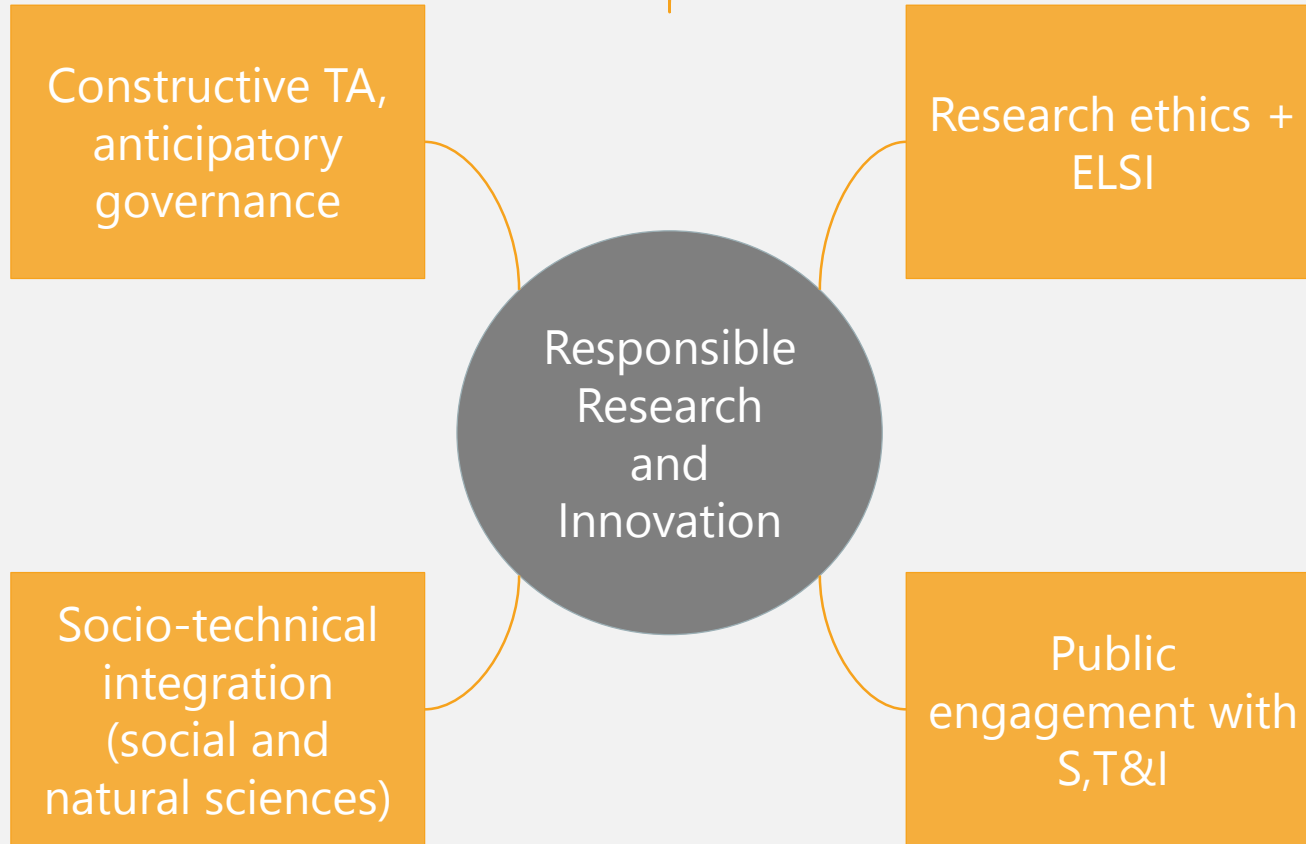 Constructive TA,
anticipatory
governance
Research ethics +
ELSI
Responsible
Research
and
Innovation
Socio-technical
integration
(social and
natural sciences)
Public
engagement with
S,T&I